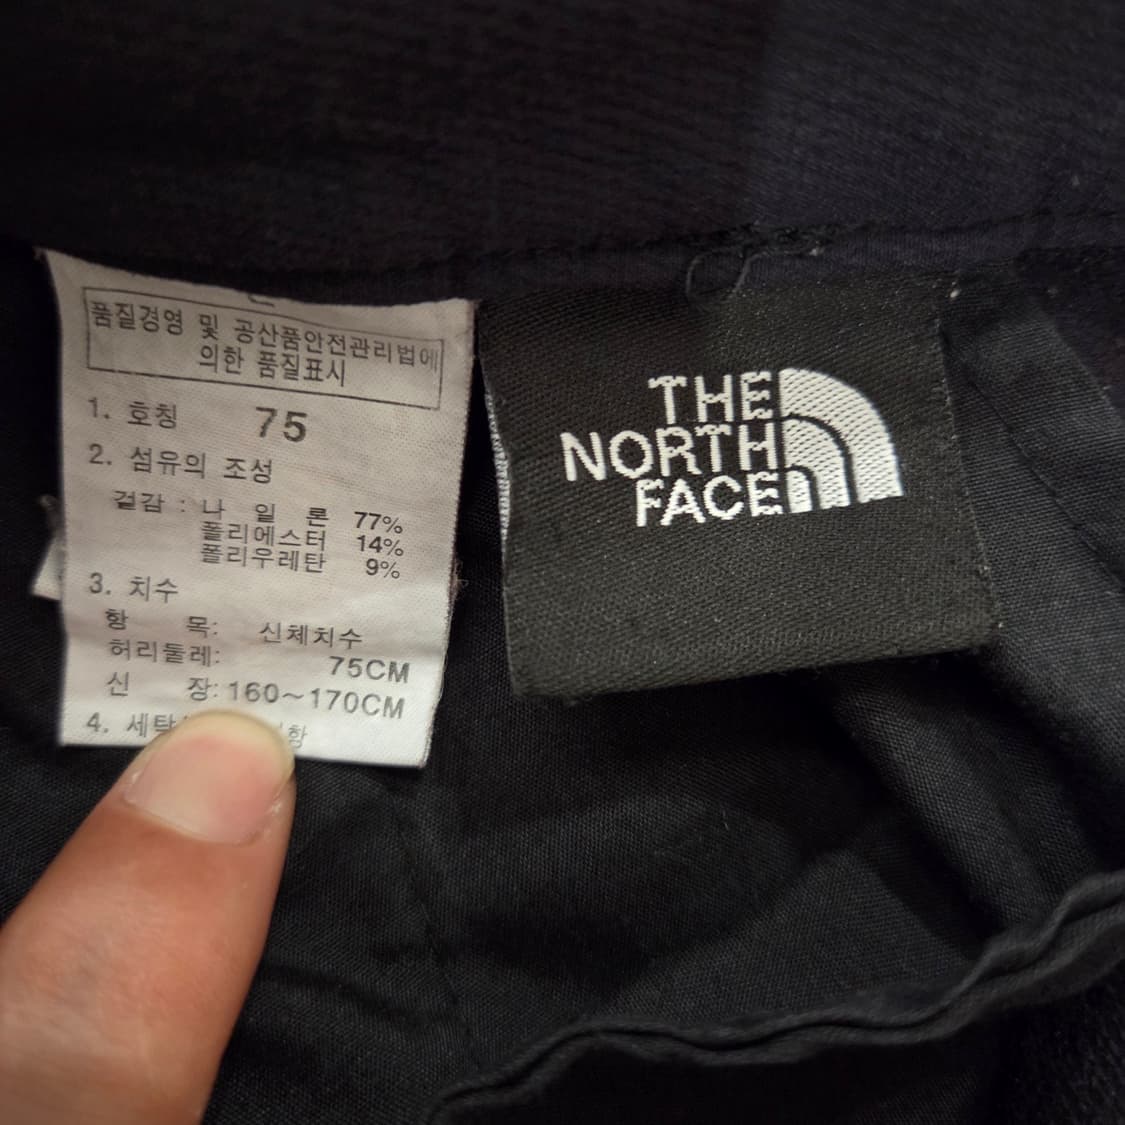 품질경영 및 공산품안전관리법에
의한 품질표시
1. 호칭 75
2. 섬유의 조성
겉감 : 나 일 론 77%
폴리에스터 14%
폴리우레탄 9%
3. 치수
항 목: 신체치수
허리둘레: 75CM
신 장: 160~170CM
4. 세탁
THE
NORTH
FACE